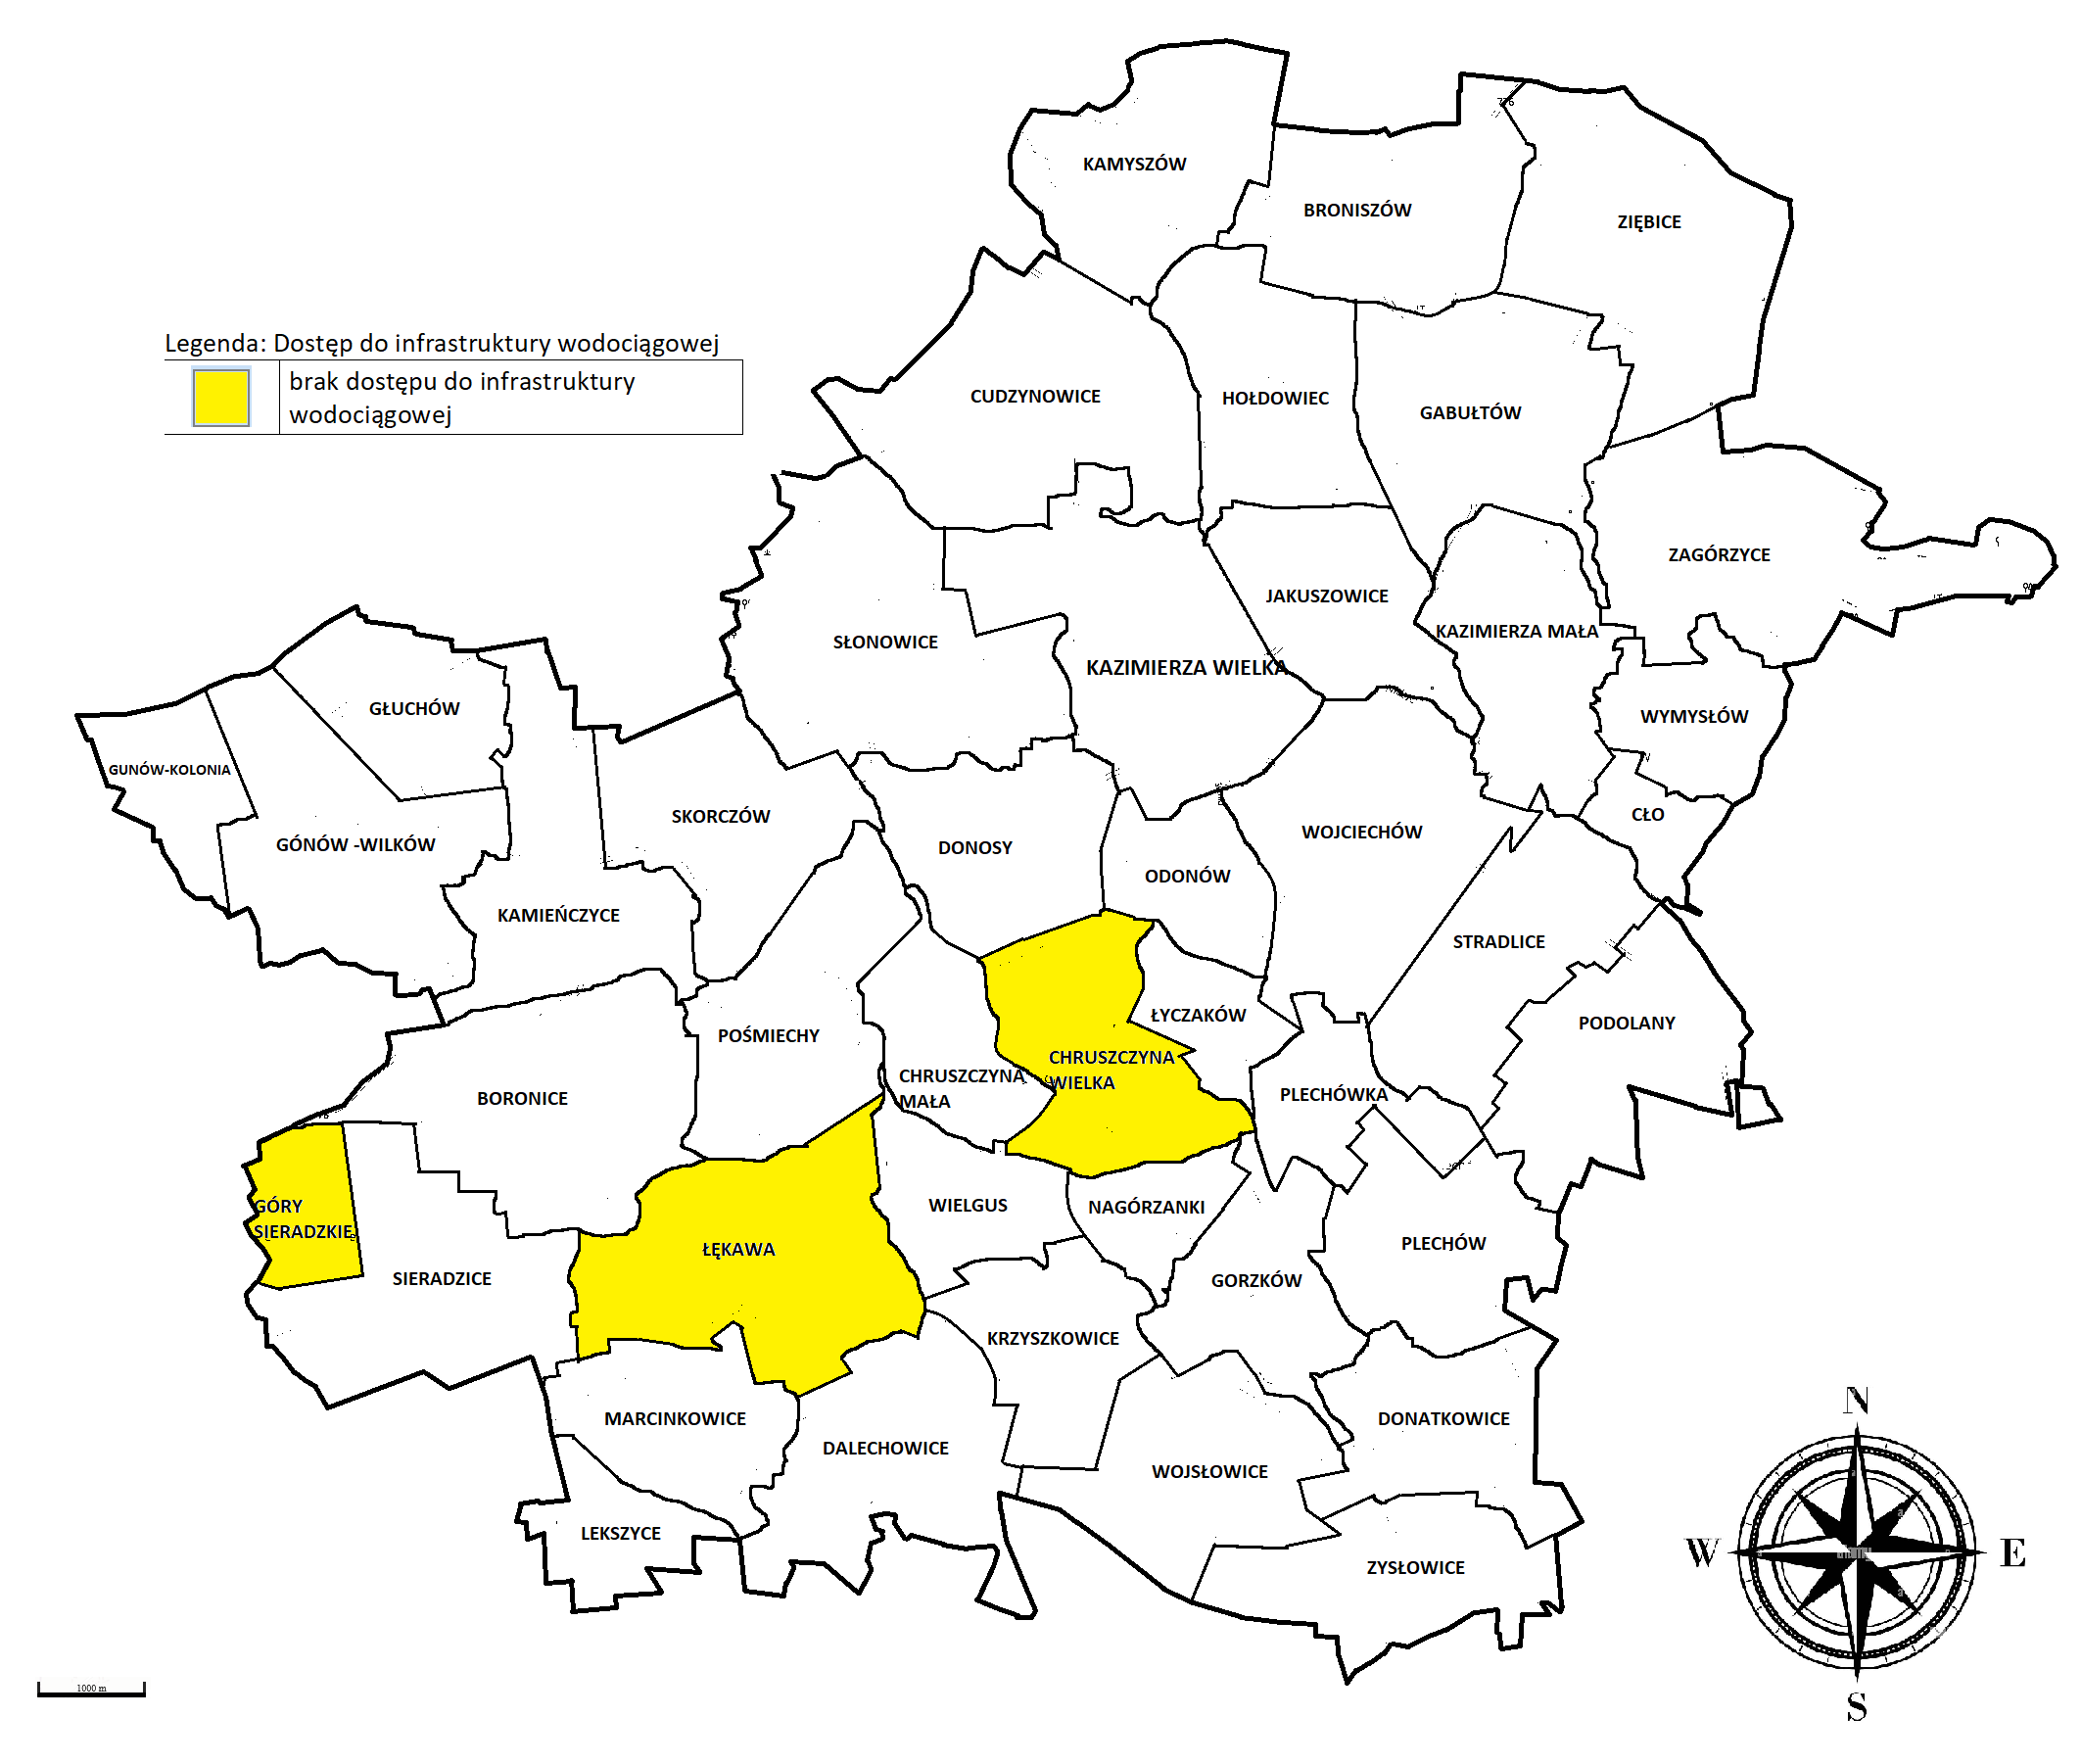 KAMYSZÓW
BRONISZÓW
ZIĘBICE
776
Legenda: Dostęp do infrastruktury wodociągowej
brak dostępu do infrastruktury
wodociągowej
CUDZYNOWICE
HOŁDOWIEC
GABUŁTÓW
ZAGÓRZYCE
JAKUSZOWICE
SŁONOWICE
KAZIMIERZA MAŁA
KAZIMIERZA WIELKA
GŁUCHÓW
WYMYSŁÓW
GUNÓW-KOLONIA
SKORCZÓW
CŁO
WOJCIECHÓW
GÓNÓW -WILKÓW
DONOSY
ODONÓW
KAMIEŃCZYCE
STRADLICE
ŁYCZAKÓW
PODOLANY
POŚMIECHY
CHRUSZCZYNA
WIELKA
CHRUSZCZYNA
MAŁA
BORONICE
PLECHÓWKA
GÓRY
SIERADZKIE
WIELGUS
NAGÓRZANKI
PLECHÓW
ŁĘKAWA
SIERADZICE
GORZKÓW
KRZYSZKOWICE
MARCINKOWICE
DONATKOWICE
DALECHOWICE
WOJSŁOWICE
LEKSZYCE
ZYSŁOWICE
N
W
E
S
1000 m